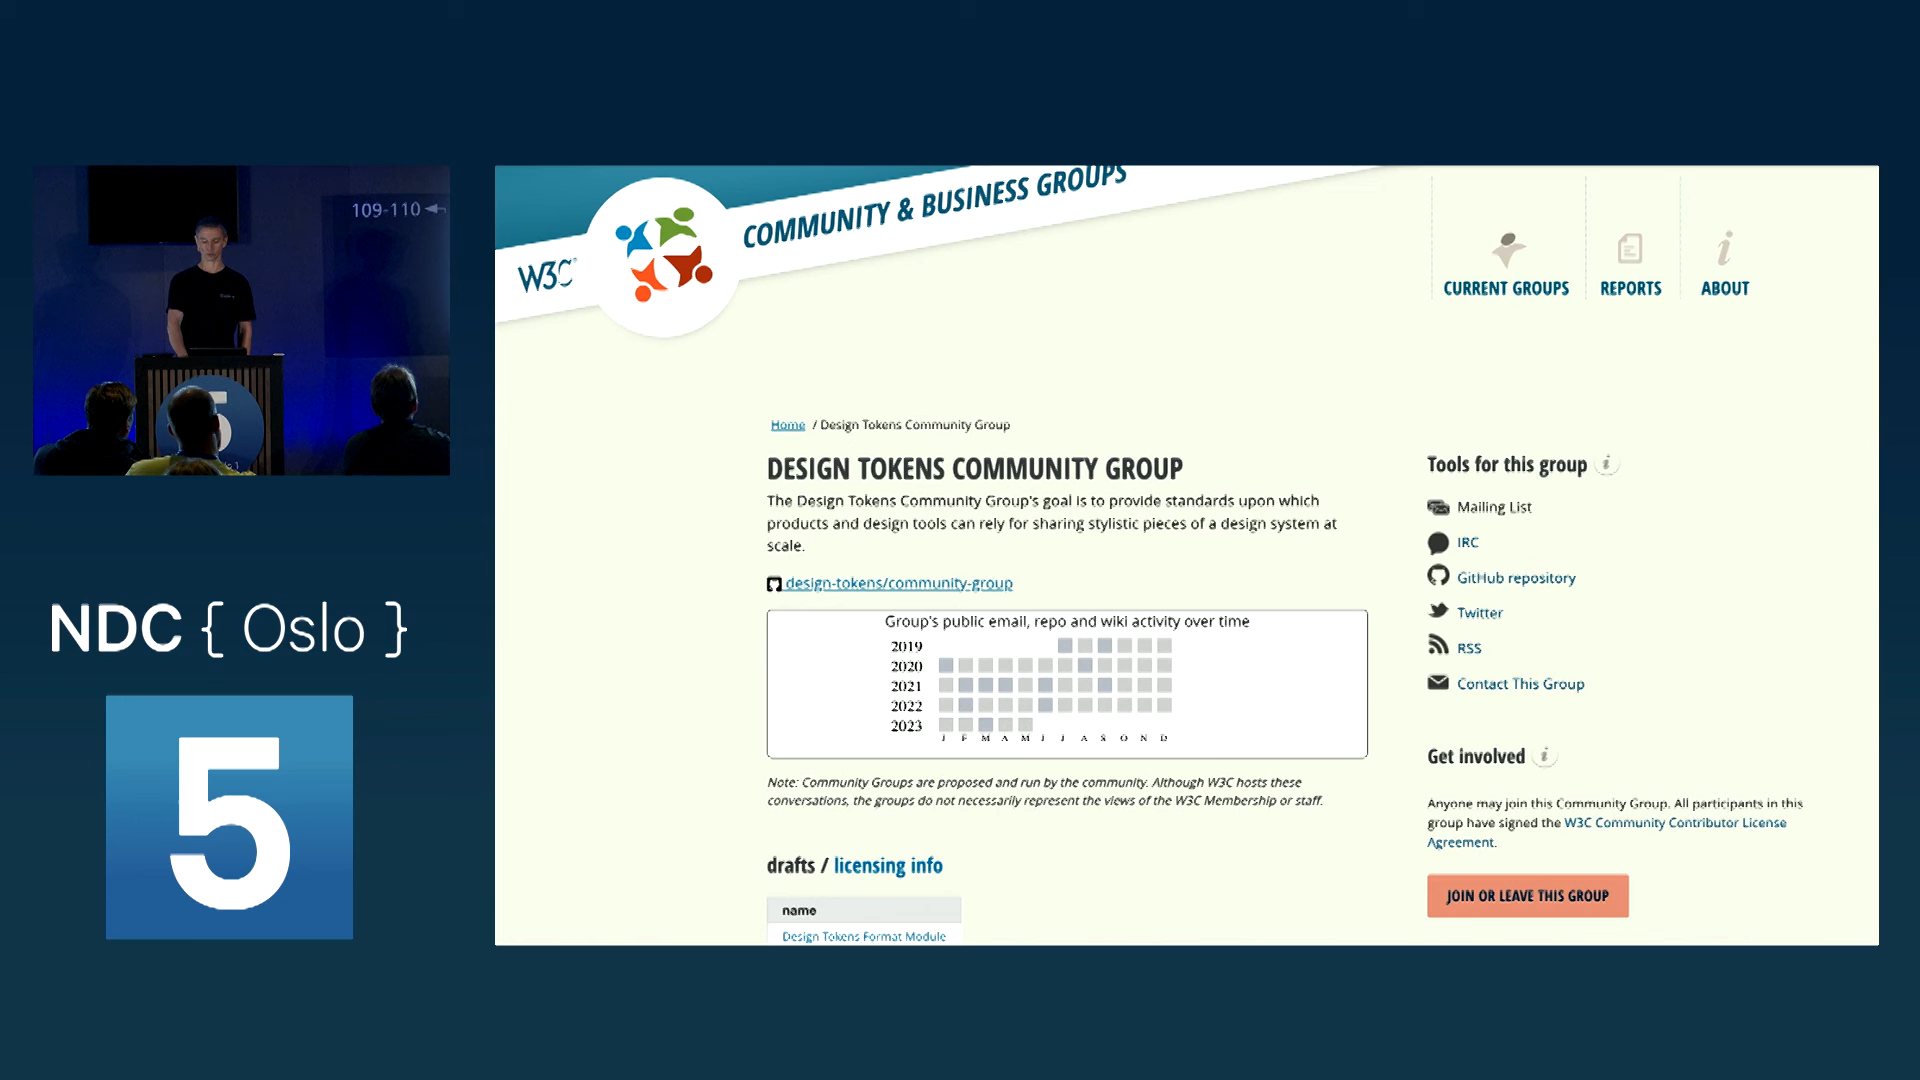 109-110
NDC { Oslo }
5
5
W3C
COMMUNITY & BUSINESS GROUPS
CURRENT GROUPS
REPORTS
ABOUT
Home / Design Tokens Community Group
DESIGN TOKENS COMMUNITY GROUP
The Design Tokens Community Group's goal is to provide standards upon which
products and design tools can rely for sharing stylistic pieces of a design system at
scale.
design-tokens/community-group
Group's public email, repo and wiki activity over time
2019
2020
2021
2022
2023
J F M A M J J A S O N D
Note: Community Groups are proposed and run by the community. Although W3C hosts these
conversations, the groups do not necessarily represent the views of the W3C Membership or staff.
drafts / licensing info
name
Design Tokens Format Module
Tools for this group i
Mailing List
IRC
GitHub repository
Twitter
RSS
Contact This Group
Get involved i
Anyone may join this Community Group. All participants in this
group have signed the W3C Community Contributor License
Agreement.
JOIN OR LEAVE THIS GROUP